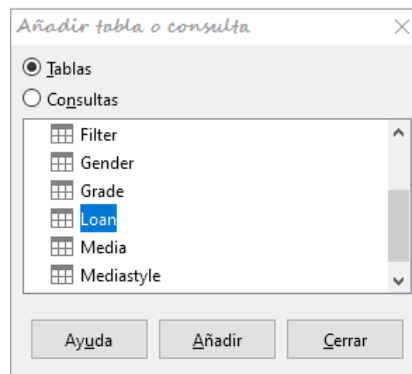 Añadir tabla o consulta
Tablas
Consultas
Filter
Gender
Grade
Loan
Media
Mediastyle
Ayuda
Añadir
Cerrar